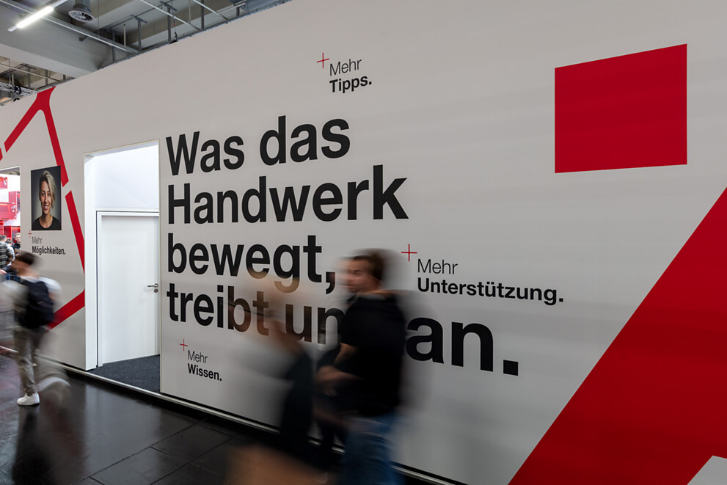 Mehr
Tipps.
Was das
Handwerk
bewegt,
treibt un an.
Mehr
Unterstützung.
Mehr
Möglichkeiten.
Mehr
Wissen.